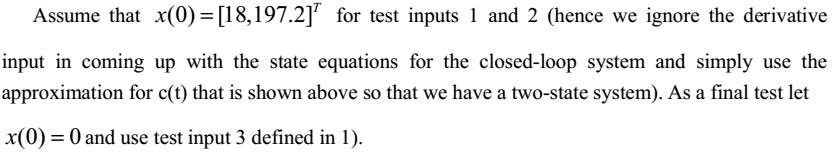 Assume that x(0) = [18,197.2]^T for test inputs 1 and 2 (hence we ignore the derivative
input in coming up with the state equations for the closed-loop system and simply use the
approximation for c(t) that is shown above so that we have a two-state system). As a final test let
x(0) = 0 and use test input 3 defined in 1).